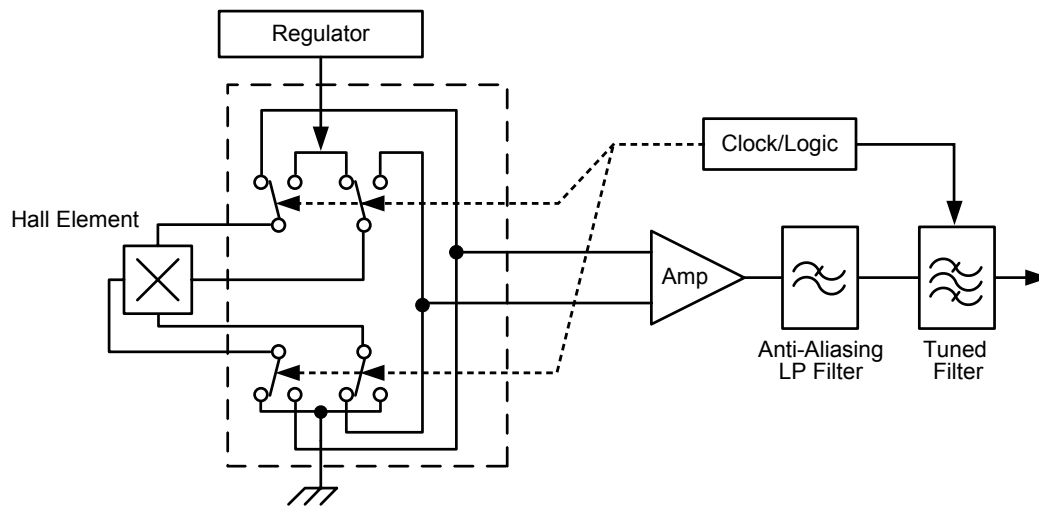 Regulator
Clock/Logic
Hall Element
Amp
Anti-Aliasing
LP Filter
Tuned
Filter